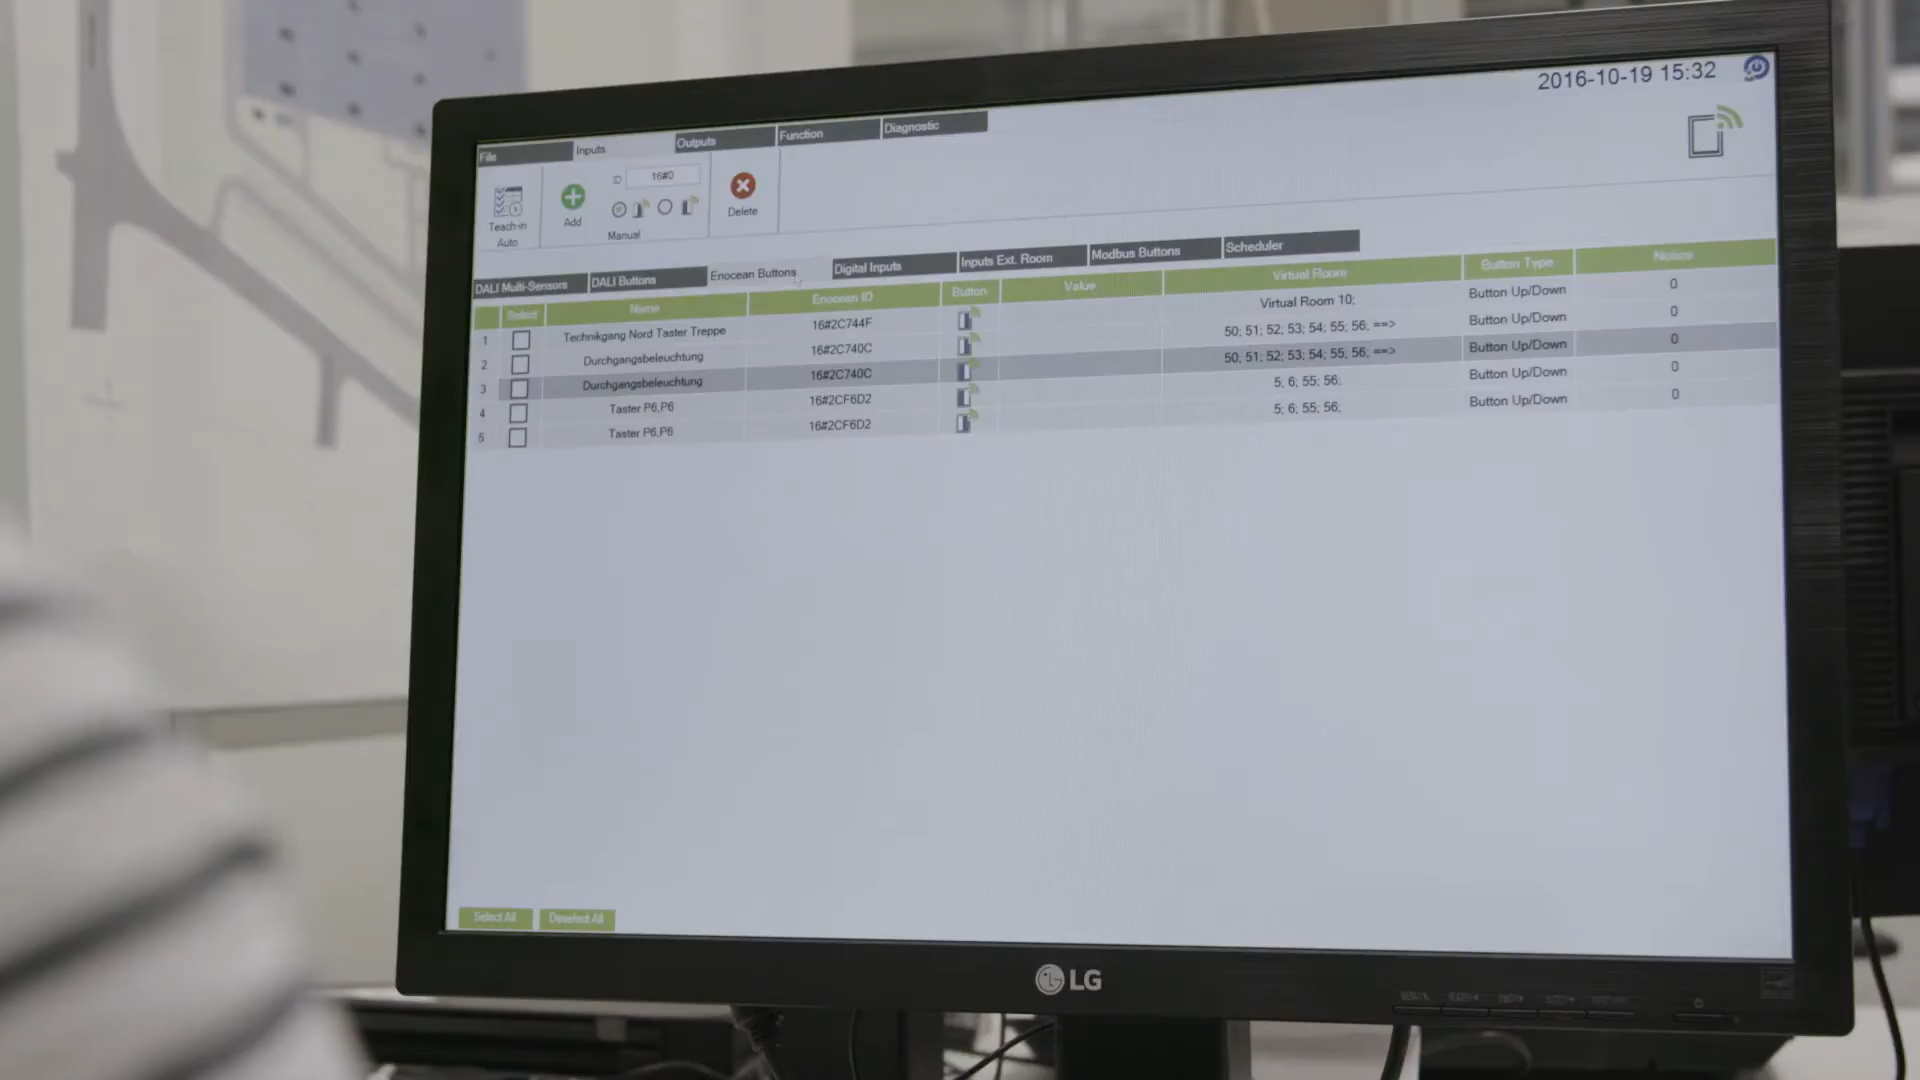 2016-10-19 15:32
File Inputs Outputs Function Diagnostic
Teach-in Auto
Add
ID 16#0
Manual
Delete
DALI Multi-Sensors DALI Buttons Enocean Buttons Digital Inputs Inputs Ext. Room Modbus Buttons Scheduler
Select Name Enocean ID Button Value Virtual Room Button Type Notice
1 Technikgang Nord Taster Treppe 16#2C744F Virtual Room 10; Button Up/Down 0
2 Durchgangsbeleuchtung 16#2C740C 50; 51; 52; 53; 54; 55; 56; ==> Button Up/Down 0
3 Durchgangsbeleuchtung 16#2C740C 50; 51; 52; 53; 54; 55; 56; ==> Button Up/Down 0
4 Taster P6,P6 16#2CF6D2 5; 6; 55; 56; Button Up/Down 0
5 Taster P6,P6 16#2CF6D2 5; 6; 55; 56; Button Up/Down 0
Select All Deselect All
LG